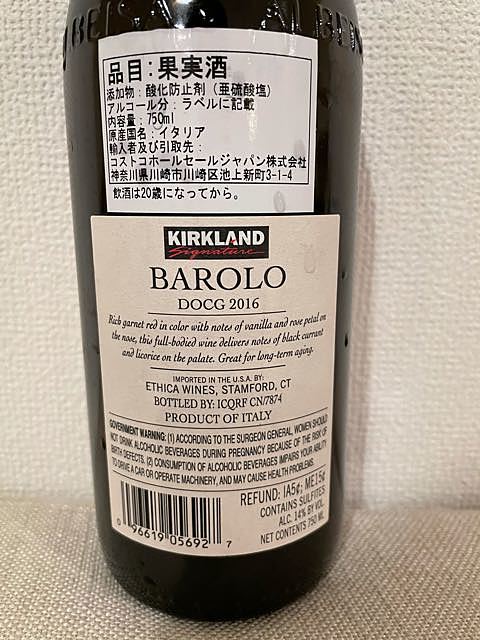 品目：果実酒
添加物：酸化防止剤（亜硫酸塩）
アルコール分：ラベルに記載
内容量：750ml
原産国名：イタリア
輸入者及び引取先：
コストコホールセールジャパン株式会社
神奈川県川崎市川崎区池上新町3-1-4
飲酒は20歳になってから。
KIRKLAND
Signature
BAROLO
DOCG 2016
Rich garnet red in color with notes of vanilla and rose petal on
the nose, this full-bodied wine delivers notes of black currant
and licorice on the palate. Great for long-term aging.
IMPORTED IN THE U.S.A. BY:
ETHICA WINES, STAMFORD, CT
BOTTLED BY: ICQRF CN/7874
PRODUCT OF ITALY
GOVERNMENT WARNING: (1) ACCORDING TO THE SURGEON GENERAL, WOMEN SHOULD
NOT DRINK ALCOHOLIC BEVERAGES DURING PREGNANCY BECAUSE OF THE RISK OF
BIRTH DEFECTS. (2) CONSUMPTION OF ALCOHOLIC BEVERAGES IMPAIRS YOUR ABILITY
TO DRIVE A CAR OR OPERATE MACHINERY, AND MAY CAUSE HEALTH PROBLEMS.
REFUND: IA5¢; ME15¢
CONTAINS SULFITES
ALC. 14% BY VOL.
NET CONTENTS 750 ML
0 96619 05692 7